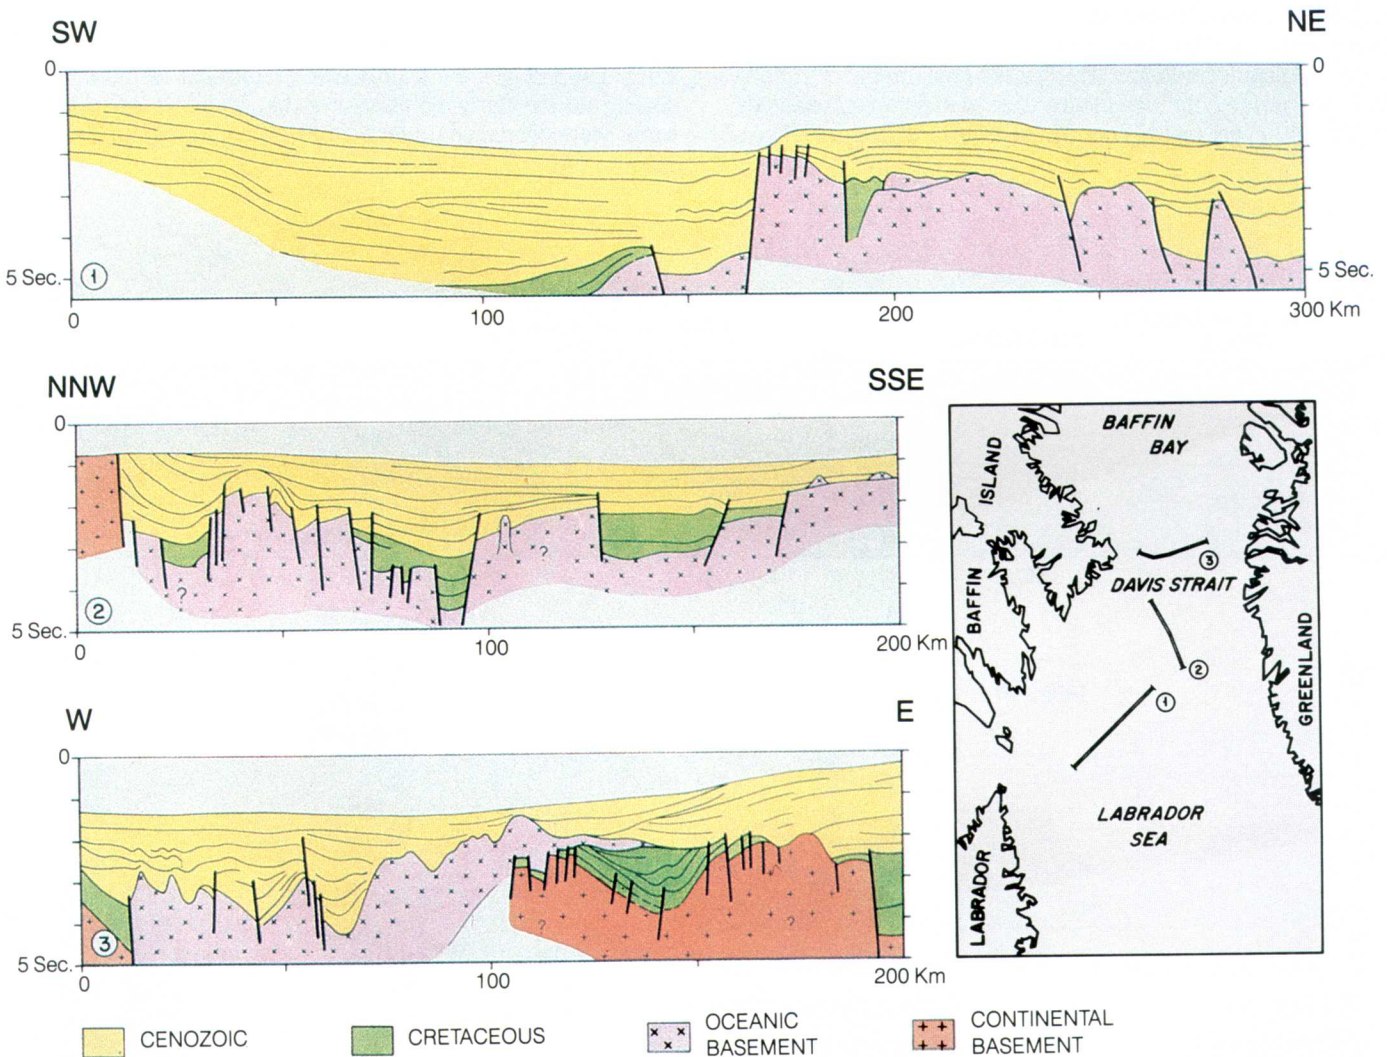 SW
NE
0
0
5 Sec.
1
5 Sec.
0
100
200
300 Km
NNW
SSE
0
2
?
?
5 Sec.
0
100
200 Km
W
E
0
3
?
?
5 Sec.
0
100
200 Km
BAFFIN
BAY
ISLAND
BAFFIN
3
DAVIS STRAIT
2
1
GREENLAND
LABRADOR
SEA
LABRADOR
CENOZOIC
CRETACEOUS
OCEANIC
BASEMENT
CONTINENTAL
BASEMENT